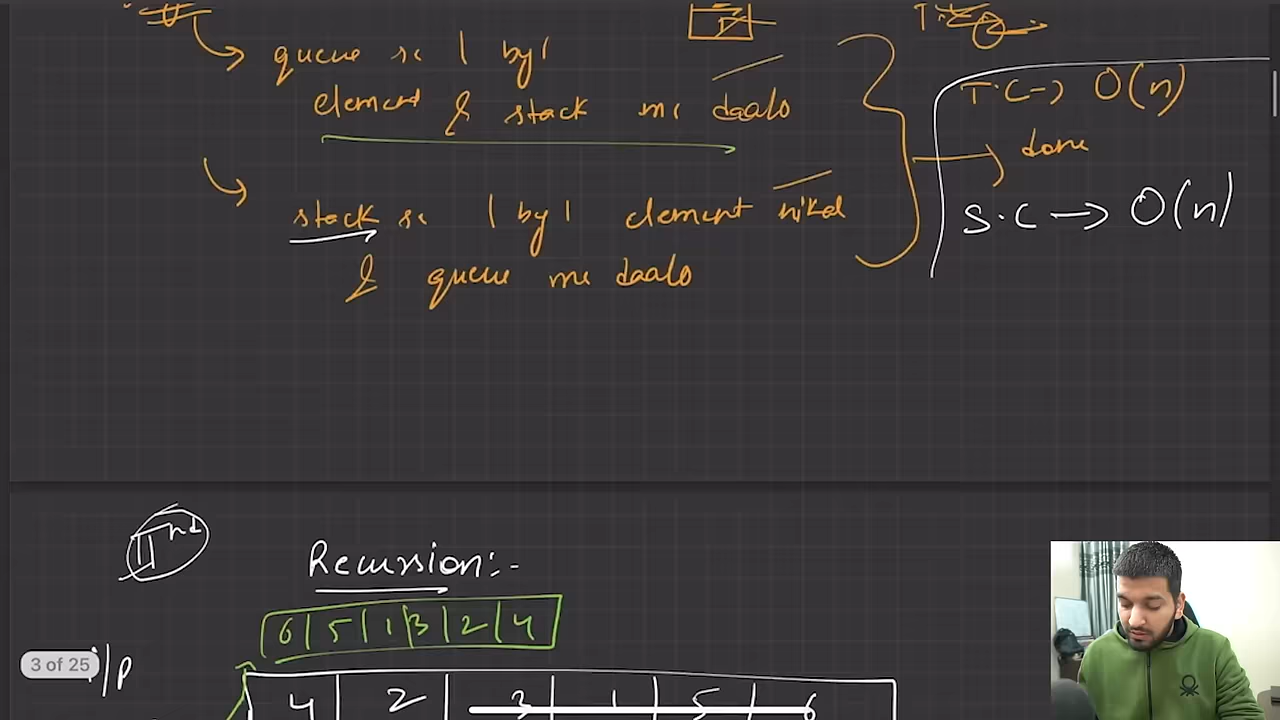 queue se 1 by 1
element & stack me daalo
T.C → O(n)
done
stack se 1 by 1 element nikal
& queue me daalo
S.C → O(n)
IInd
Recursion:-
6 | 5 | 1 | 3 | 2 | 4
3 of 25
i/p
4 | 2 | 3 | 1 | 5 | 6